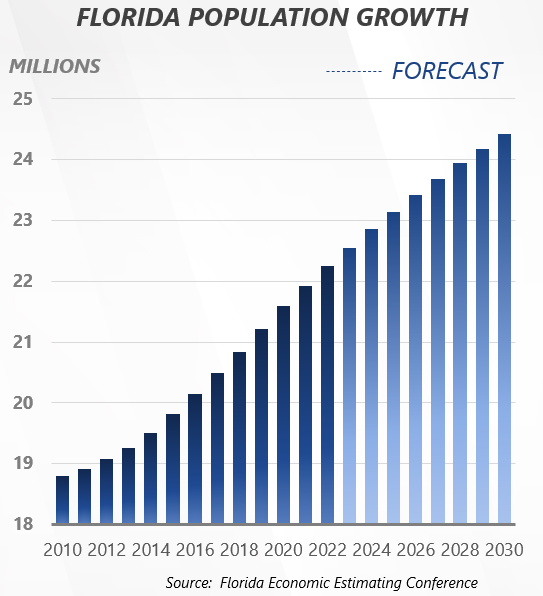 FLORIDA POPULATION GROWTH
MILLIONS
---------- FORECAST
25
24
23
22
21
20
19
18
2010 2012 2014 2016 2018 2020 2022 2024 2026 2028 2030
Source: Florida Economic Estimating Conference